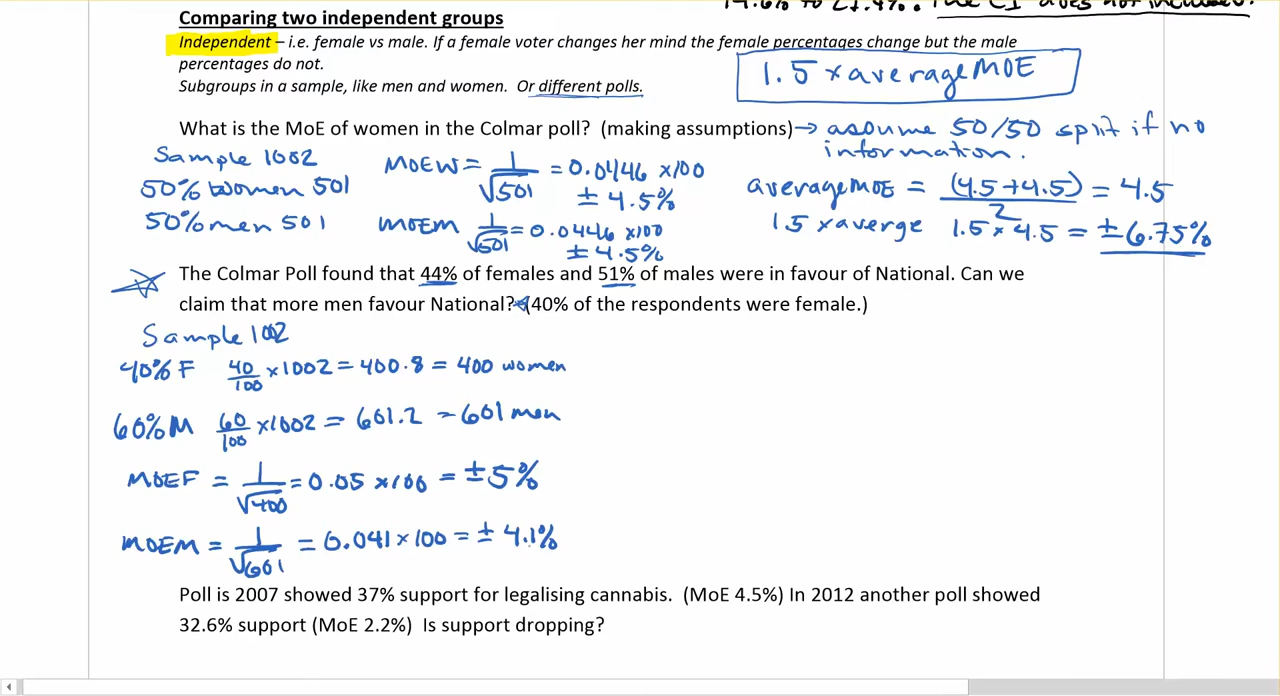 Comparing two independent groups
Independent – i.e. female vs male. If a female voter changes her mind the female percentages change but the male
percentages do not.
Subgroups in a sample, like men and women. Or different polls.
1.5 x average MOE
What is the MoE of women in the Colmar poll? (making assumptions) → assume 50/50 split if no
information.
Sample 1002
50% Women 501
50% men 501
MOEW = 1/√501 = 0.0446 x100
± 4.5%
MOEM 1/√501 = 0.0446 x100
± 4.5%
average MOE = (4.5+4.5)/2 = 4.5
1.5 x averge 1.5 x 4.5 = ±6.75%
The Colmar Poll found that 44% of females and 51% of males were in favour of National. Can we
claim that more men favour National? (40% of the respondents were female.)
Sample 1002
40% F 40/100 x 1002 = 400.8 = 400 women
60% M 60/100 x 1002 = 601.2 = 601 men
MOEF = 1/√400 = 0.05 x 100 = ±5%
MOEM = 1/√601 = 0.041 x 100 = ± 4.1%
Poll is 2007 showed 37% support for legalising cannabis. (MoE 4.5%) In 2012 another poll showed
32.6% support (MoE 2.2%) Is support dropping?